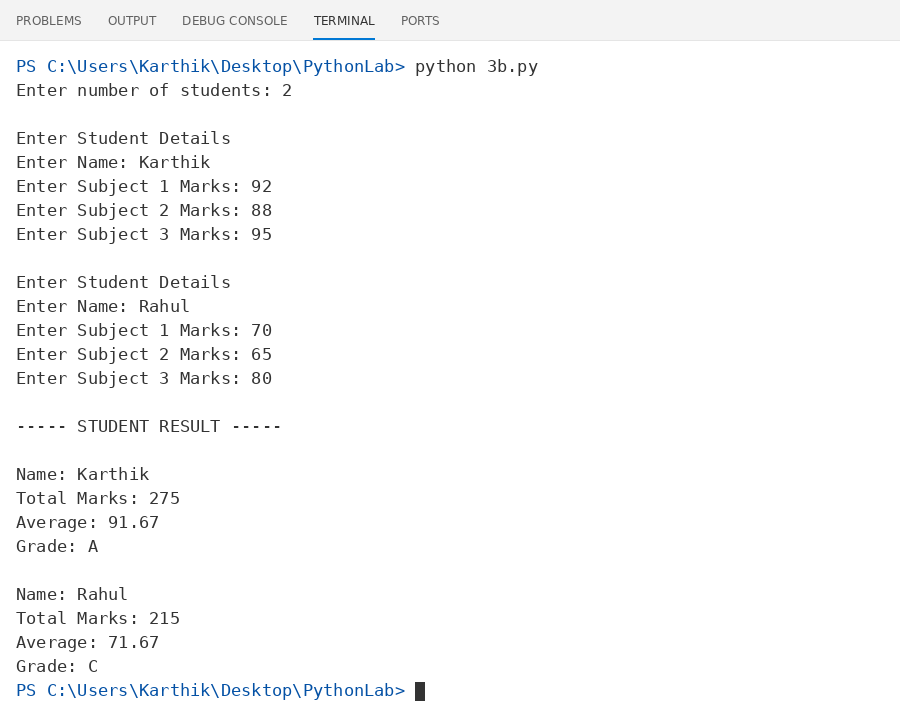 PROBLEMS OUTPUT DEBUG CONSOLE TERMINAL PORTS
PS C:\Users\Karthik\Desktop\PythonLab> python 3b.py
Enter number of students: 2
Enter Student Details
Enter Name: Karthik
Enter Subject 1 Marks: 92
Enter Subject 2 Marks: 88
Enter Subject 3 Marks: 95
Enter Student Details
Enter Name: Rahul
Enter Subject 1 Marks: 70
Enter Subject 2 Marks: 65
Enter Subject 3 Marks: 80
----- STUDENT RESULT -----
Name: Karthik
Total Marks: 275
Average: 91.67
Grade: A
Name: Rahul
Total Marks: 215
Average: 71.67
Grade: C
PS C:\Users\Karthik\Desktop\PythonLab>